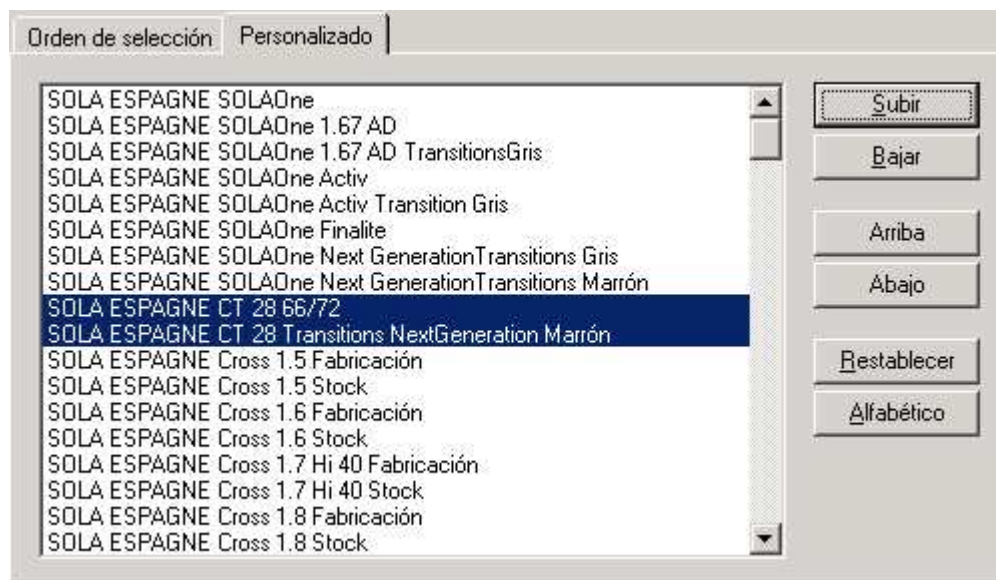 Orden de selección
Personalizado
SOLA ESPAGNE SOLAOne
SOLA ESPAGNE SOLAOne 1.67 AD
SOLA ESPAGNE SOLAOne 1.67 AD TransitionsGris
SOLA ESPAGNE SOLAOne Activ
SOLA ESPAGNE SOLAOne Activ Transition Gris
SOLA ESPAGNE SOLAOne Finalite
SOLA ESPAGNE SOLAOne Next GenerationTransitions Gris
SOLA ESPAGNE SOLAOne Next GenerationTransitions Marrón
SOLA ESPAGNE CT 28 66/72
SOLA ESPAGNE CT 28 Transitions NextGeneration Marrón
SOLA ESPAGNE Cross 1.5 Fabricación
SOLA ESPAGNE Cross 1.5 Stock
SOLA ESPAGNE Cross 1.6 Fabricación
SOLA ESPAGNE Cross 1.6 Stock
SOLA ESPAGNE Cross 1.7 Hi 40 Fabricación
SOLA ESPAGNE Cross 1.7 Hi 40 Stock
SOLA ESPAGNE Cross 1.8 Fabricación
SOLA ESPAGNE Cross 1.8 Stock
Subir
Bajar
Arriba
Abajo
Restablecer
Alfabético